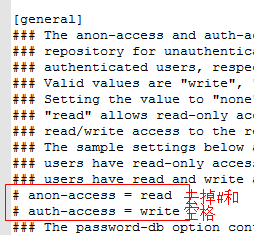 [general]
### The anon-access and auth-a
### repository for unauthentic
### authenticated users, respe
### Valid values are "write",
### Setting the value to "none
### "read" allows read-only acc
### read/write access to the r
### The sample settings below a
### users have read-only access
### users have read and write a
# anon-access = read 去掉#和
# auth-access = write 空格
### The password-db option con